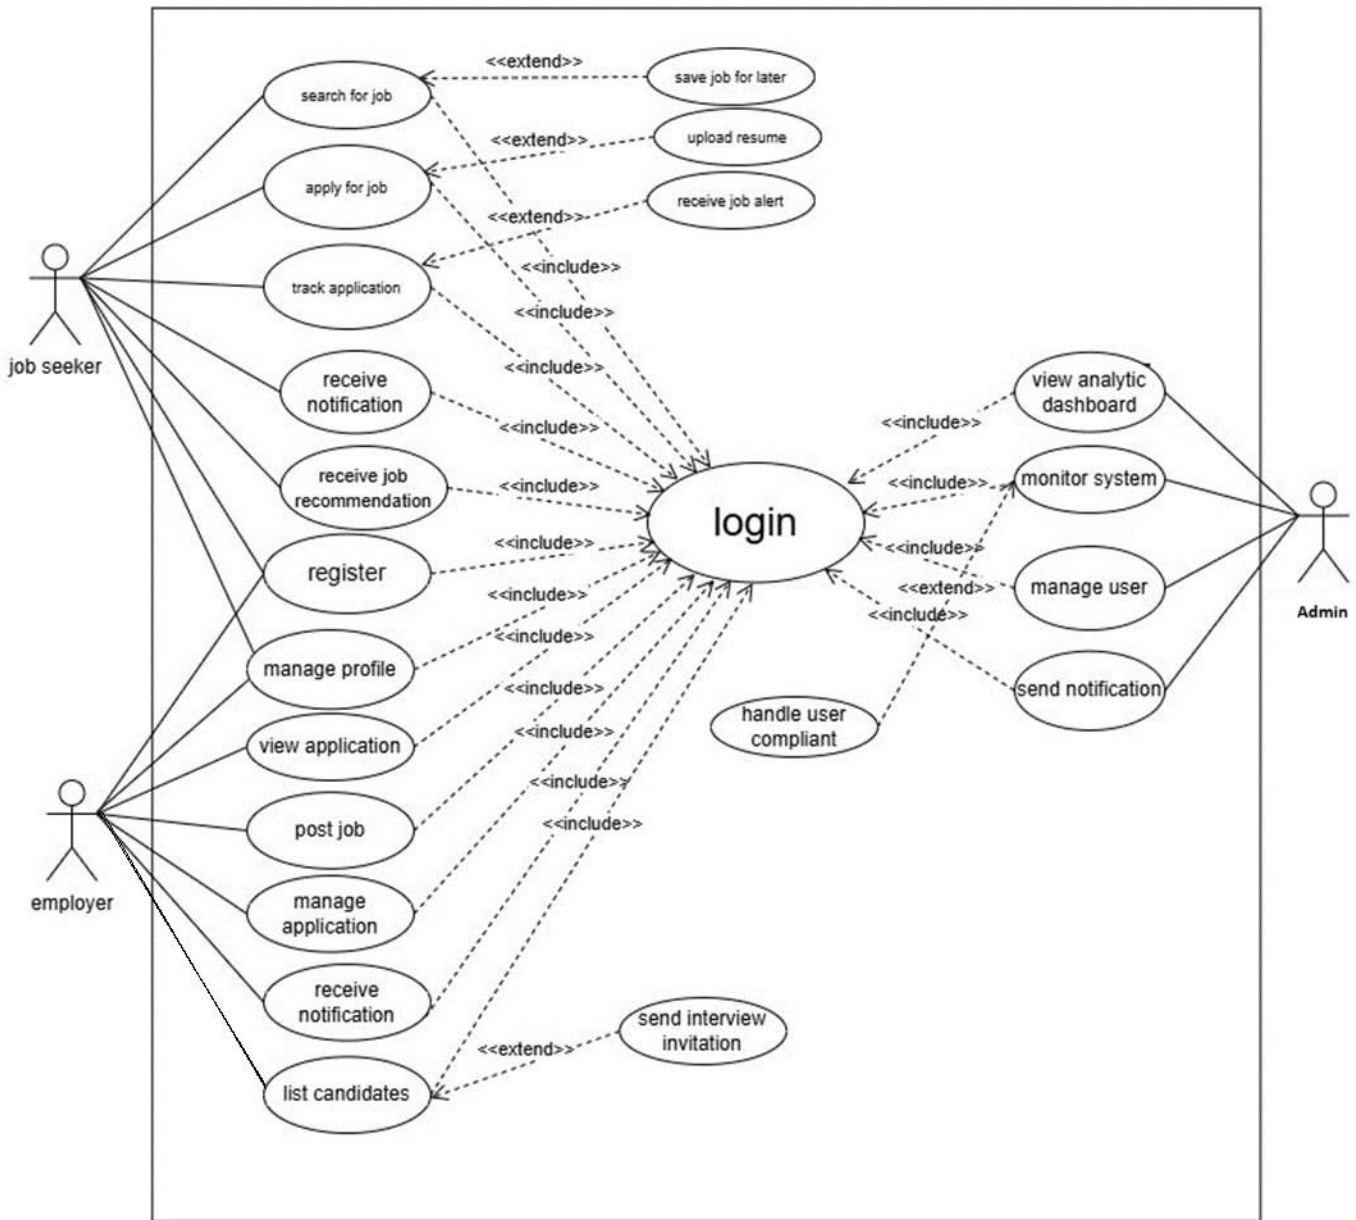 <<extend>>
save job for later
search for job
<<extend>>
upload resume
apply for job
receive job alert
<<extend>>
<<include>>
track application
<<include>>
job seeker
<<include>>
receive
notification
view analytic
dashboard
<<include>>
<<include>>
receive job
recommendation
<<include>>
<<include>>
monitor system
login
<<include>>
<<include>>
register
<<extend>>
manage user
<<include>>
<<include>>
Admin
<<include>>
manage profile
<<include>>
send notification
handle user
compliant
<<include>>
view application
<<include>>
post job
<<include>>
employer
manage
application
receive
notification
send interview
invitation
<<extend>>
list candidates